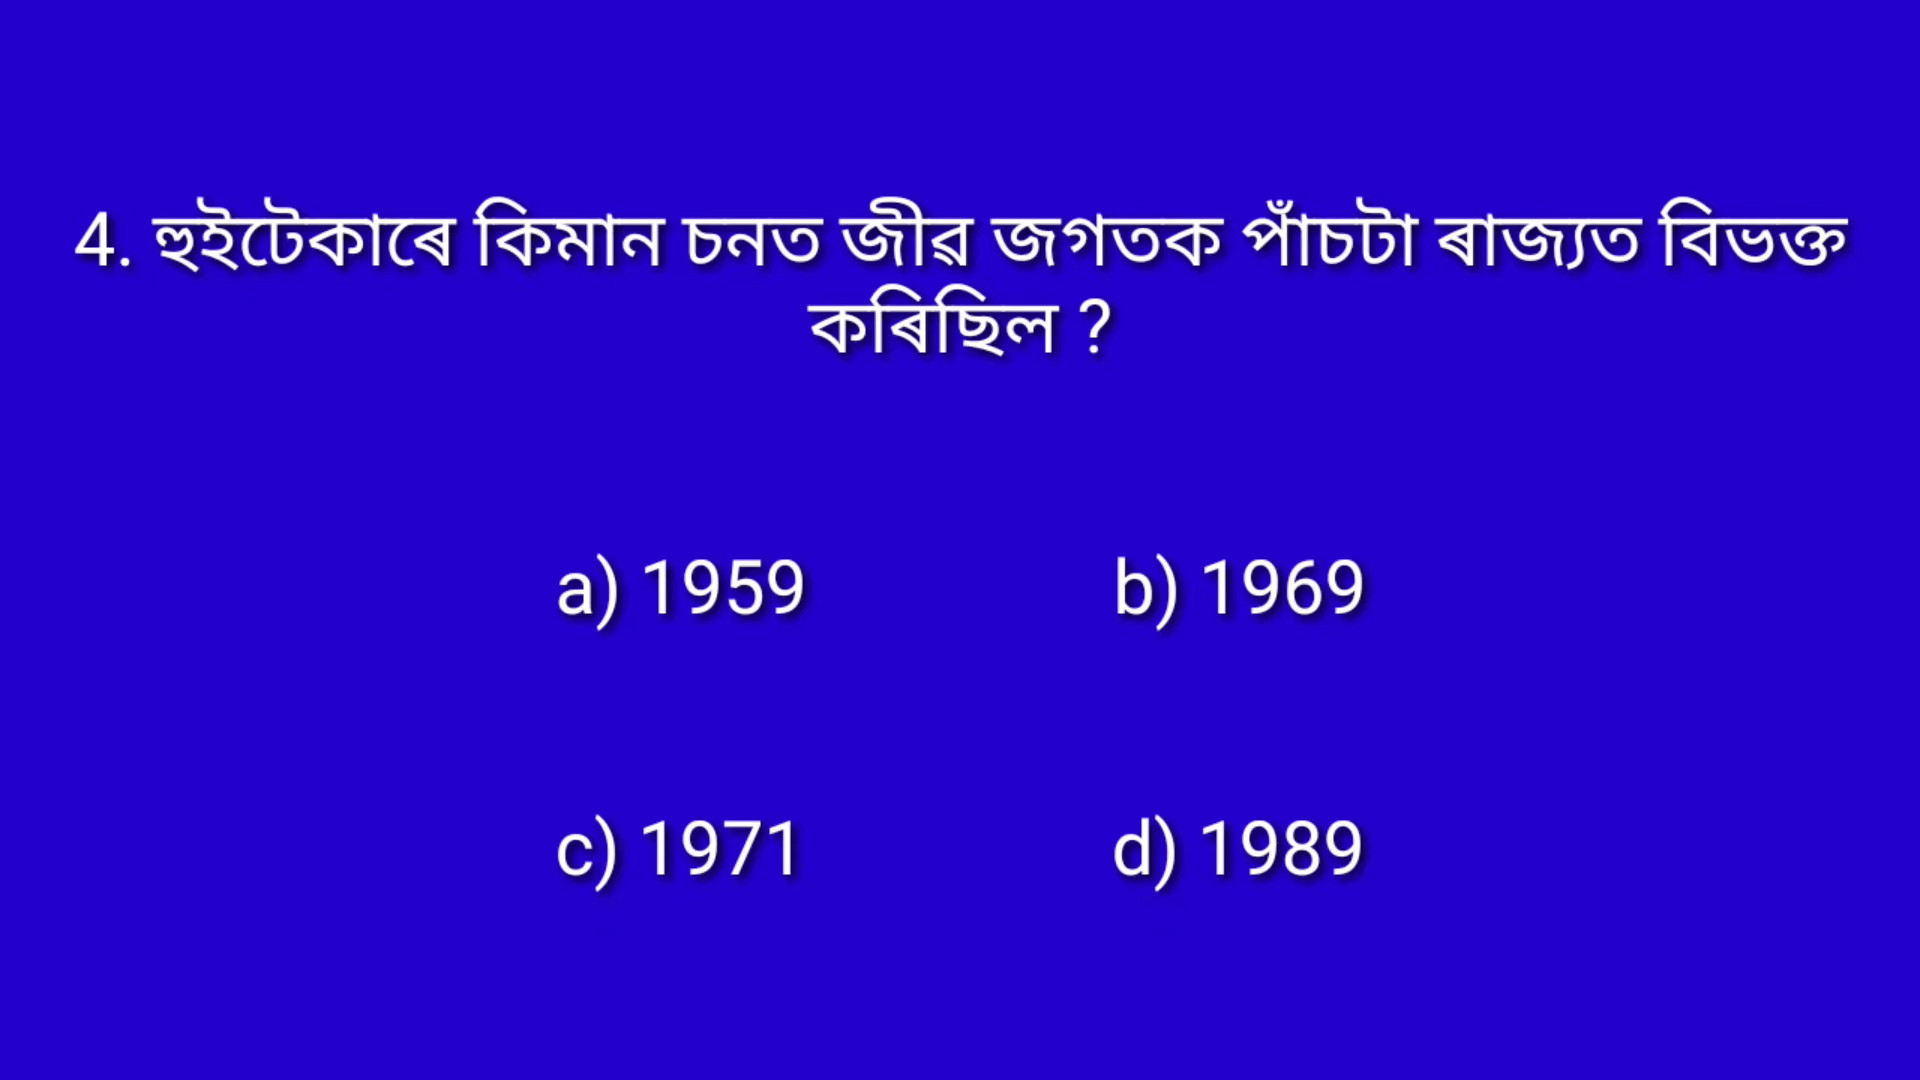 4. হুইটেকাৰে কিমান চনত জীৱ জগতক পাঁচটা ৰাজ্যত বিভক্ত
কৰিছিল ?
a) 1959 b) 1969
c) 1971 d) 1989